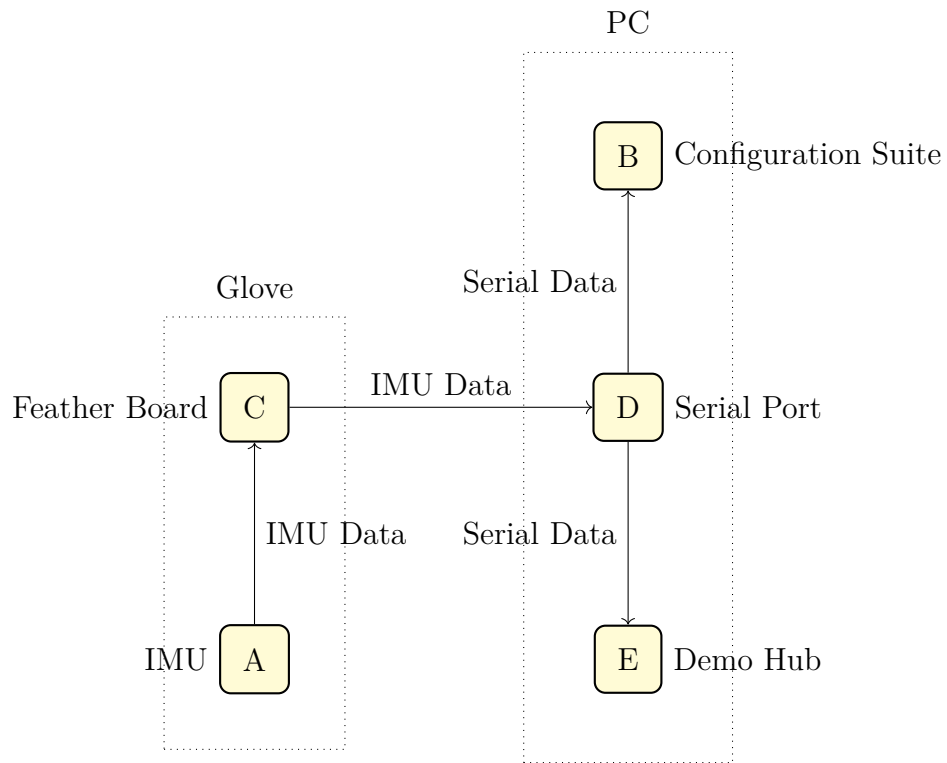 PC
B
Configuration Suite
Serial Data
Glove
IMU Data
Feather Board
C
D
Serial Port
IMU Data
Serial Data
IMU
A
E
Demo Hub